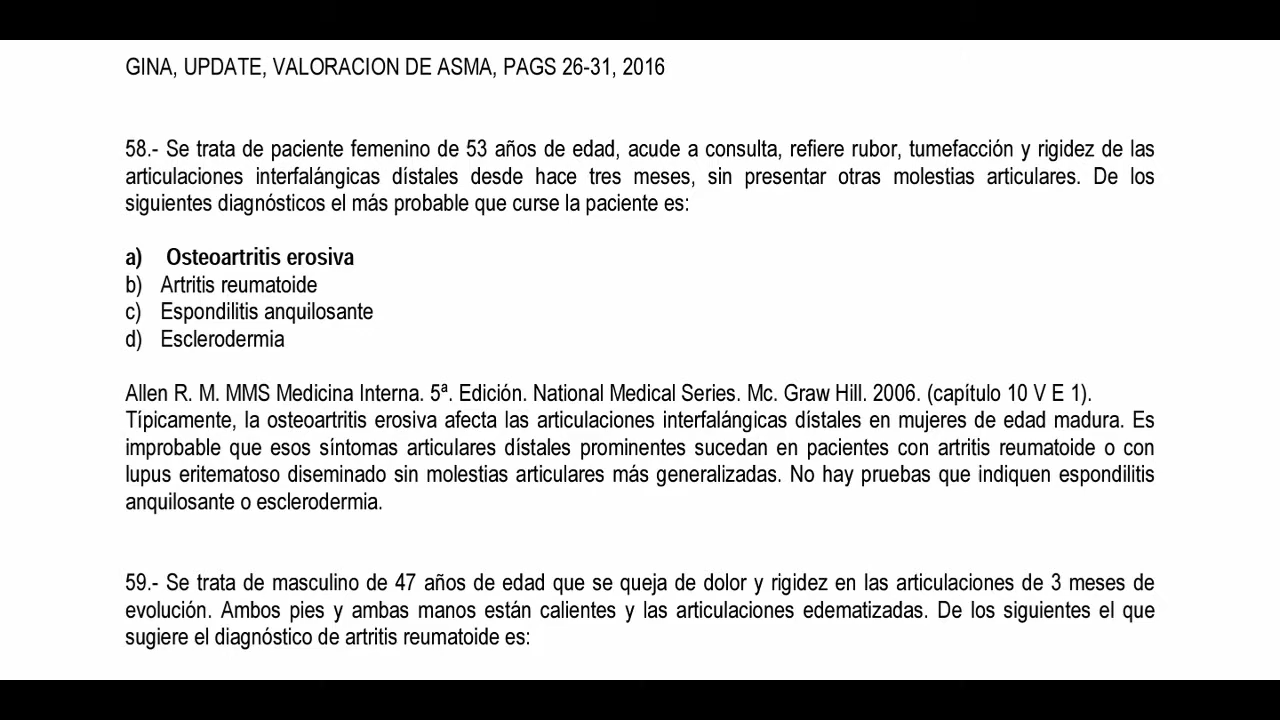 GINA, UPDATE, VALORACION DE ASMA, PAGS 26-31, 2016
58.- Se trata de paciente femenino de 53 años de edad, acude a consulta, refiere rubor, tumefacción y rigidez de las
articulaciones interfalángicas dístales desde hace tres meses, sin presentar otras molestias articulares. De los
siguientes diagnósticos el más probable que curse la paciente es:
a) Osteoartritis erosiva
b) Artritis reumatoide
c) Espondilitis anquilosante
d) Esclerodermia
Allen R. M. MMS Medicina Interna. 5ª. Edición. National Medical Series. Mc. Graw Hill. 2006. (capítulo 10 V E 1).
Típicamente, la osteoartritis erosiva afecta las articulaciones interfalángicas dístales en mujeres de edad madura. Es
improbable que esos síntomas articulares dístales prominentes sucedan en pacientes con artritis reumatoide o con
lupus eritematoso diseminado sin molestias articulares más generalizadas. No hay pruebas que indiquen espondilitis
anquilosante o esclerodermia.
59.- Se trata de masculino de 47 años de edad que se queja de dolor y rigidez en las articulaciones de 3 meses de
evolución. Ambos pies y ambas manos están calientes y las articulaciones edematizadas. De los siguientes el que
sugiere el diagnóstico de artritis reumatoide es: